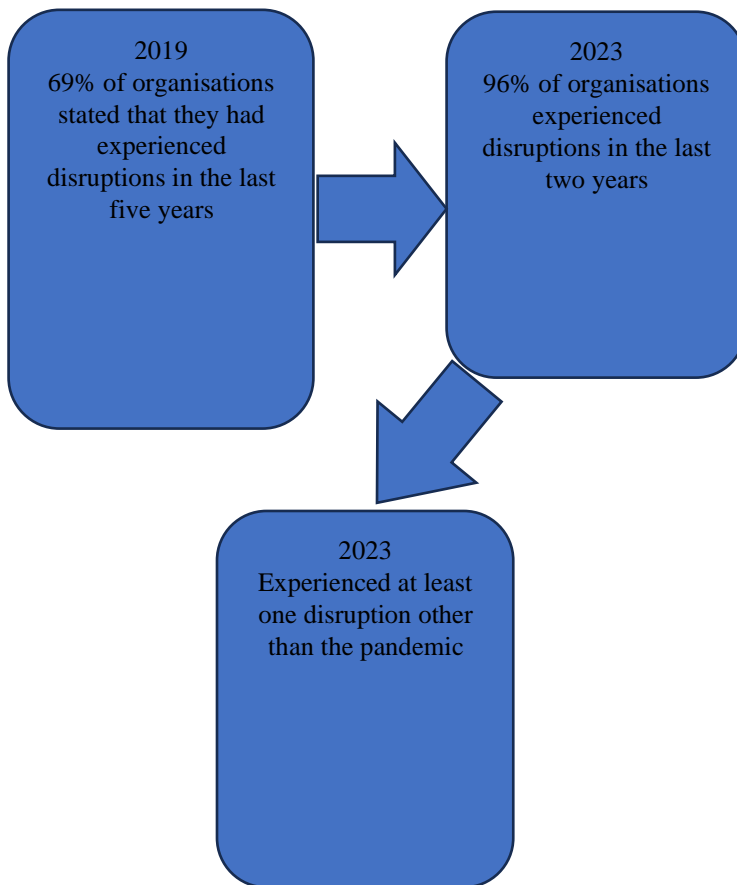 2019
69% of organisations
stated that they had
experienced
disruptions in the last
five years
2023
96% of organisations
experienced
disruptions in the last
two years
2023
Experienced at least
one disruption other
than the pandemic